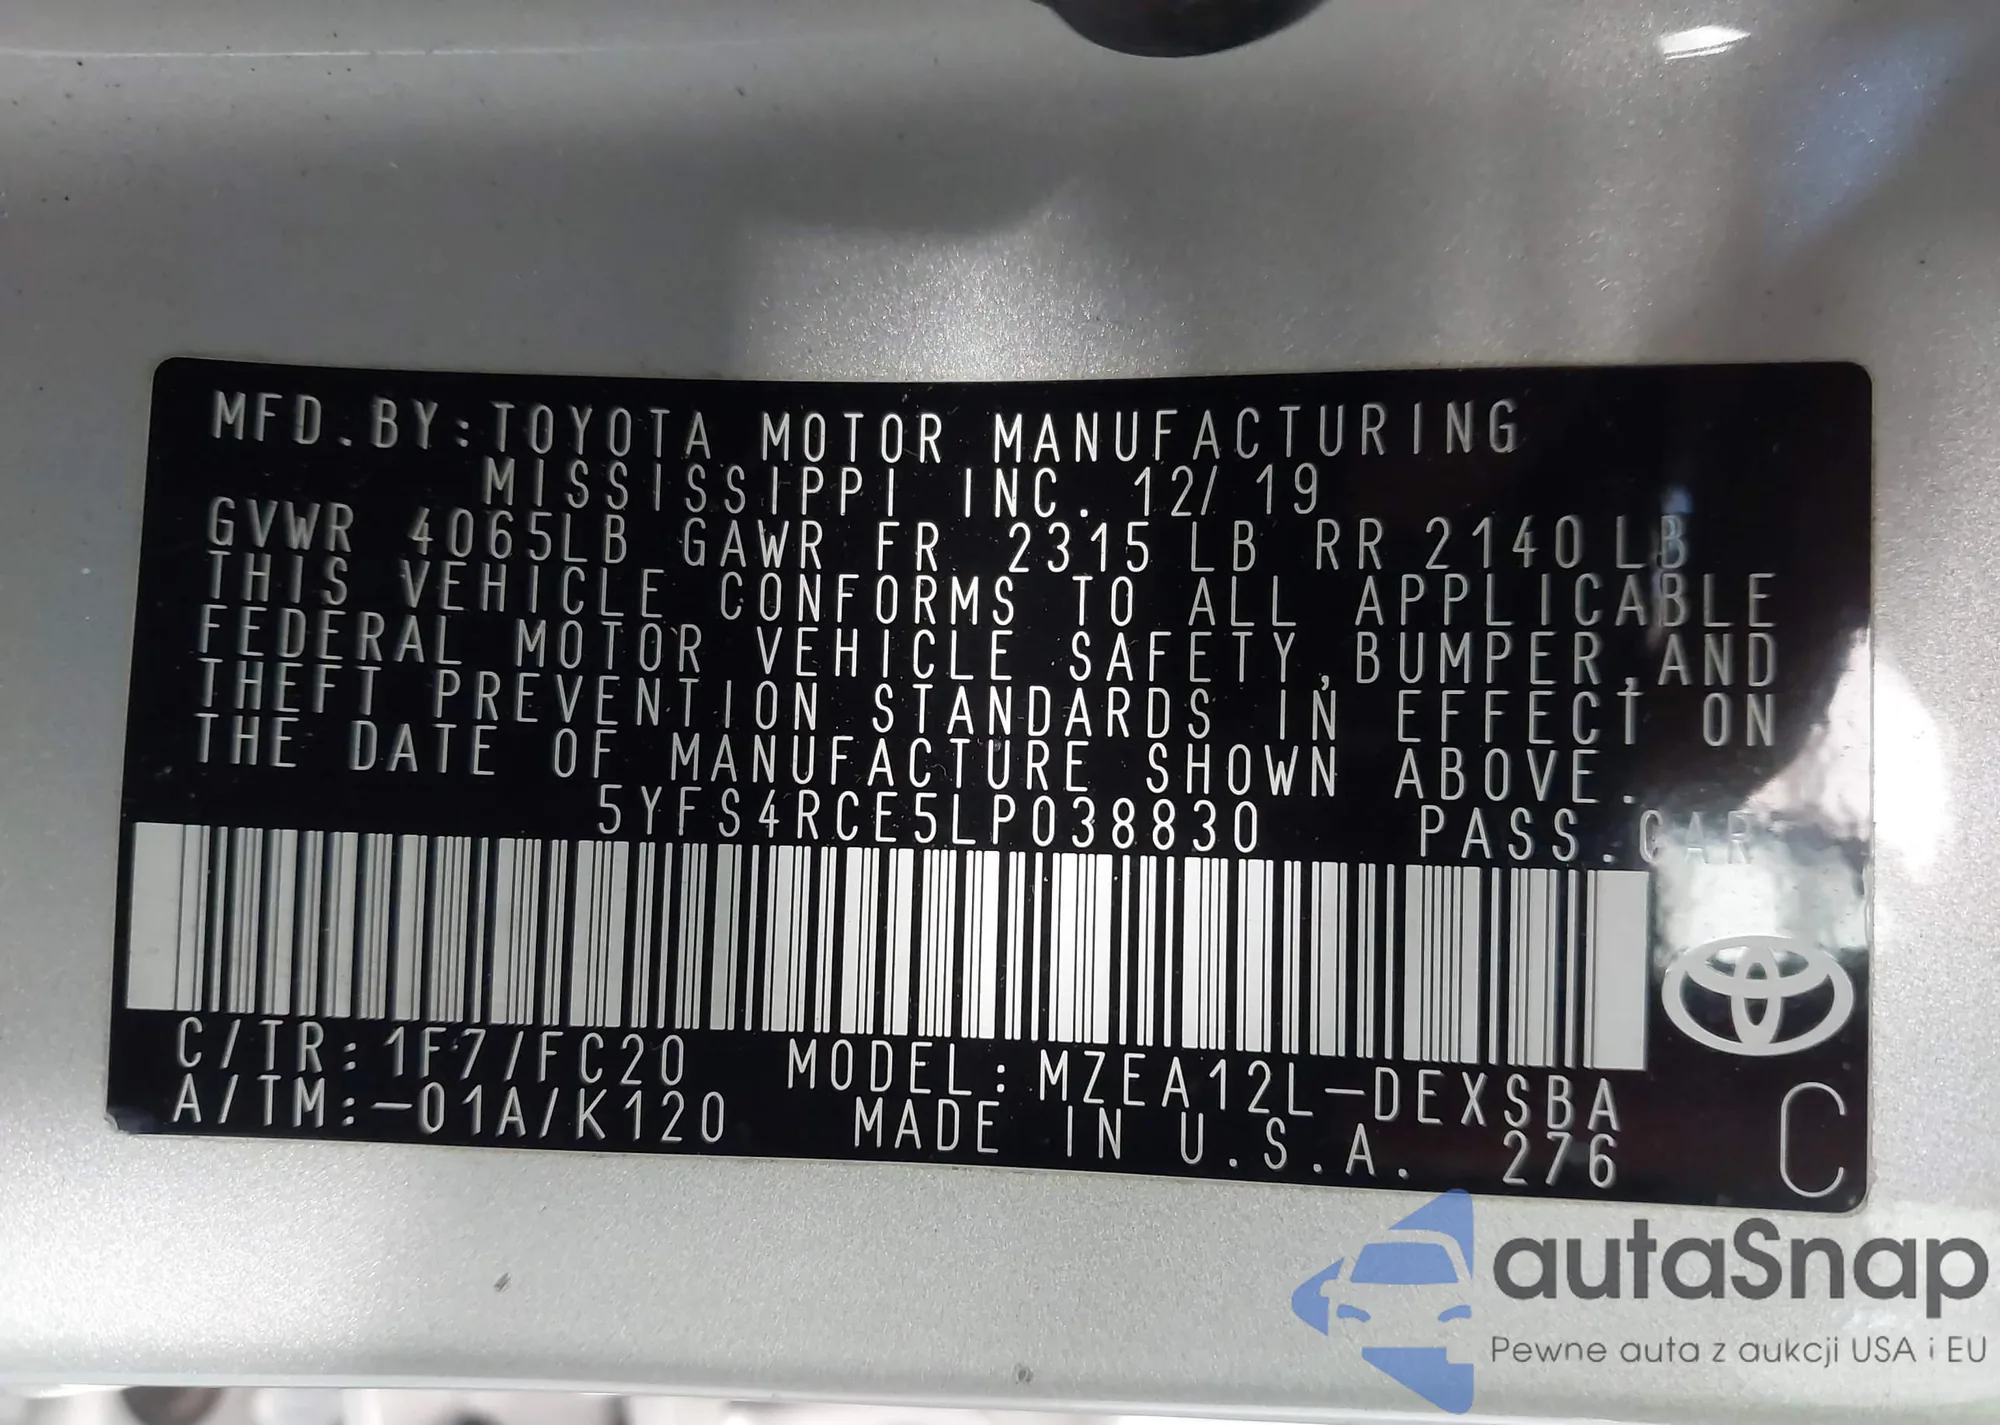 MFD.BY:TOYOTA MOTOR MANUFACTURING
MISSISSIPPI INC. 12/19
GVWR 4065LB GAWR FR 2315LB RR 2140LB
THIS VEHICLE CONFORMS TO ALL APPLICABLE
FEDERAL MOTOR VEHICLE SAFETY,BUMPER,AND
THEFT PREVENTION STANDARDS IN EFFECT ON
THE DATE OF MANUFACTURE SHOWN ABOVE.
5YFS4RCE5LP038830 PASS.CAR
C/TR:1F7/FC20 MODEL:MZEA12L-DEXSBA
A/TM:-01A/K120 MADE IN U.S.A. 276
C
autaSnap
Pewne auta z aukcji USA i EU